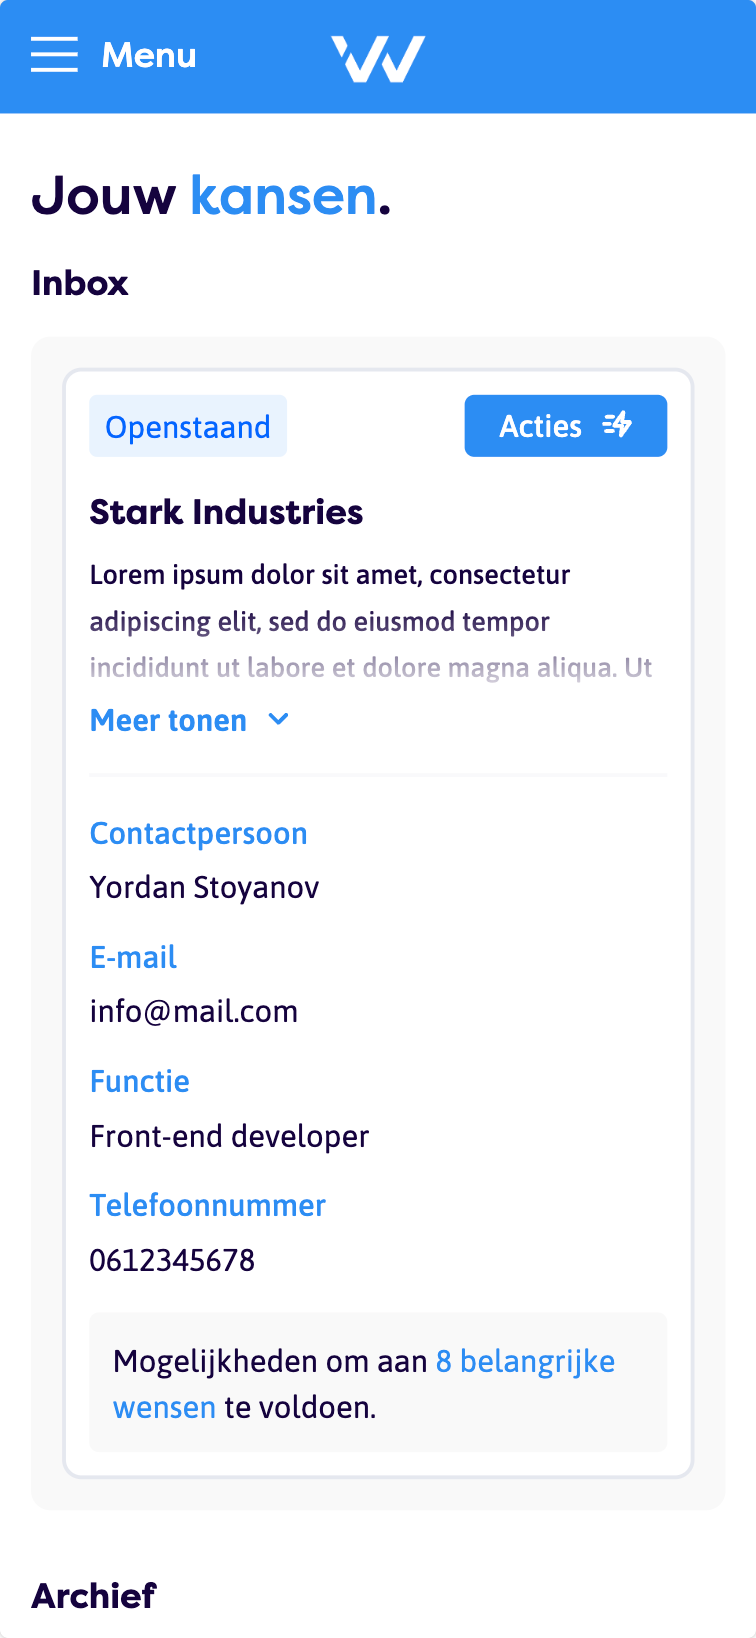 Menu
Jouw kansen.
Inbox
Openstaand
Acties
Stark Industries
Lorem ipsum dolor sit amet, consectetur
adipiscing elit, sed do eiusmod tempor
incididunt ut labore et dolore magna aliqua. Ut
Meer tonen
Contactpersoon
Yordan Stoyanov
E-mail
info@mail.com
Functie
Front-end developer
Telefoonnummer
0612345678
Mogelijkheden om aan 8 belangrijke
wensen te voldoen.
Archief